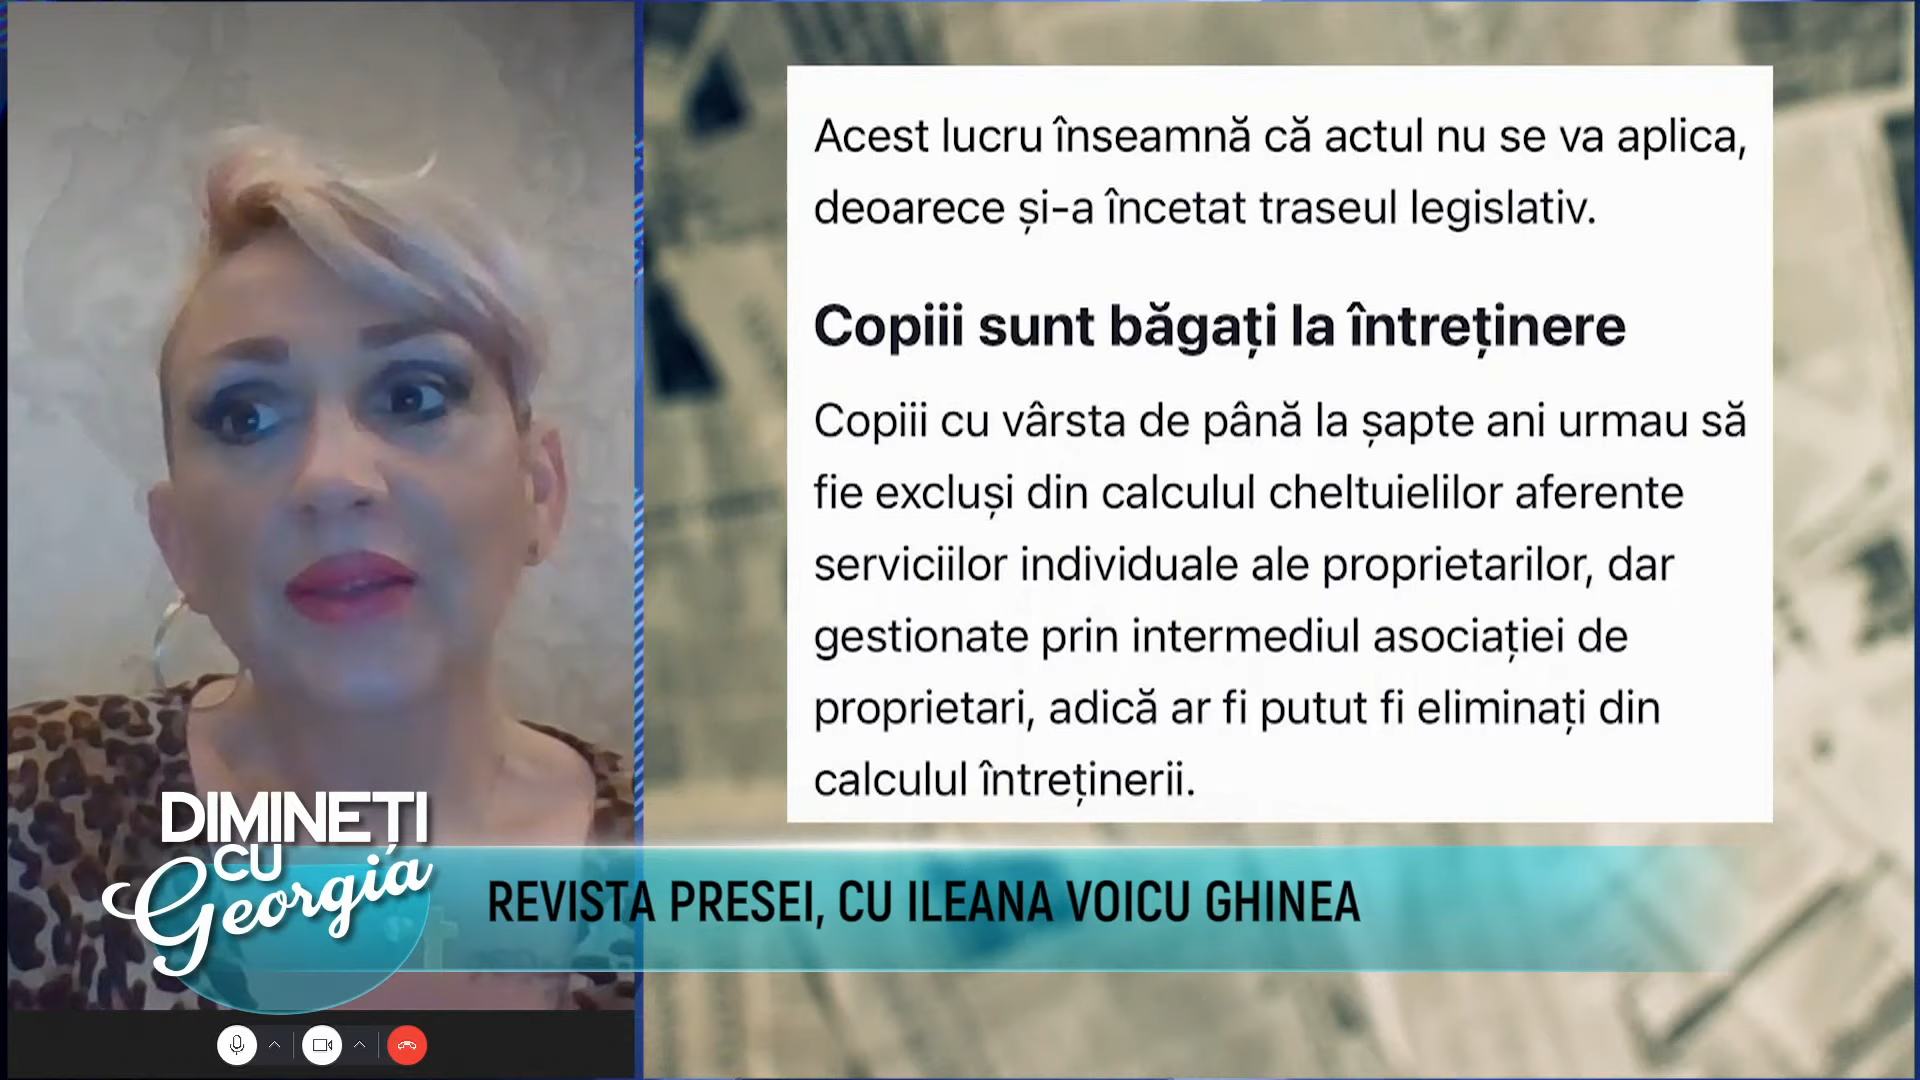 Acest lucru înseamnă că actul nu se va aplica,
deoarece și-a încetat traseul legislativ.
Copiii sunt băgați la întreținere
Copiii cu vârsta de până la șapte ani urmau să
fie excluși din calculul cheltuielilor aferente
serviciilor individuale ale proprietarilor, dar
gestionate prin intermediul asociației de
proprietari, adică ar fi putut fi eliminați din
calculul întreținerii.
DIMINEȚI
CU
Georgia
REVISTA PRESEI, CU ILEANA VOICU GHINEA